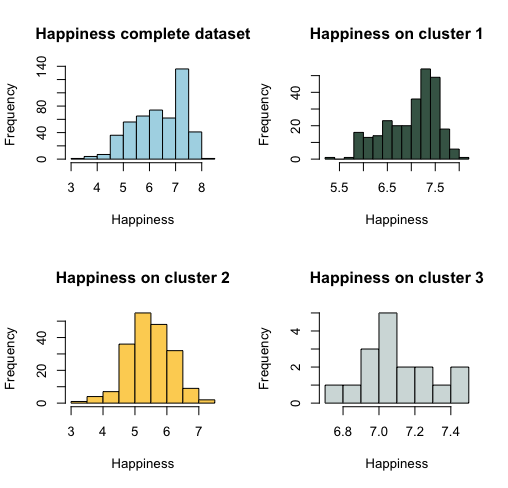 Happiness complete dataset
Frequency
0 40 80 140
3 4 5 6 7 8
Happiness
Happiness on cluster 1
Frequency
0 20 40
5.5 6.5 7.5
Happiness
Happiness on cluster 2
Frequency
0 20 40
3 4 5 6 7
Happiness
Happiness on cluster 3
Frequency
0 2 4
6.8 7.0 7.2 7.4
Happiness